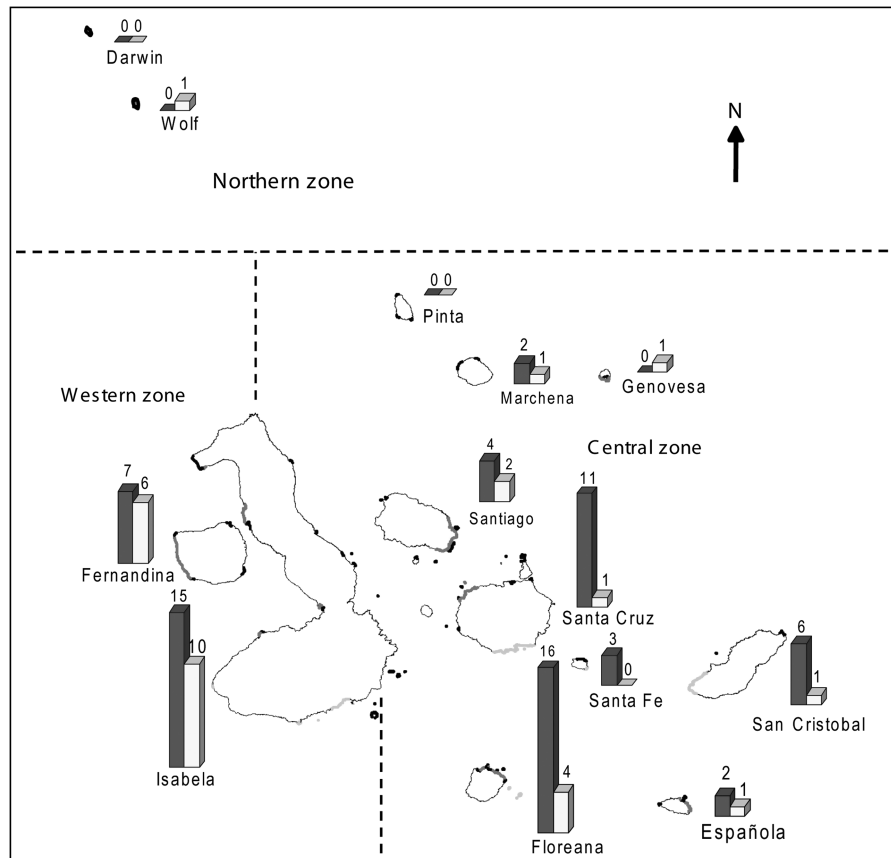 0 0
Darwin
0 1
Wolf
N
Northern zone
0 0
Pinta
2 1
Marchena
0 1
Genovesa
Western zone
Central zone
4 2
Santiago
7 6
Fernandina
11 1
Santa Cruz
15 10
Isabela
3 0
Santa Fe
6 1
San Cristobal
16 4
Floreana
2 1
Española